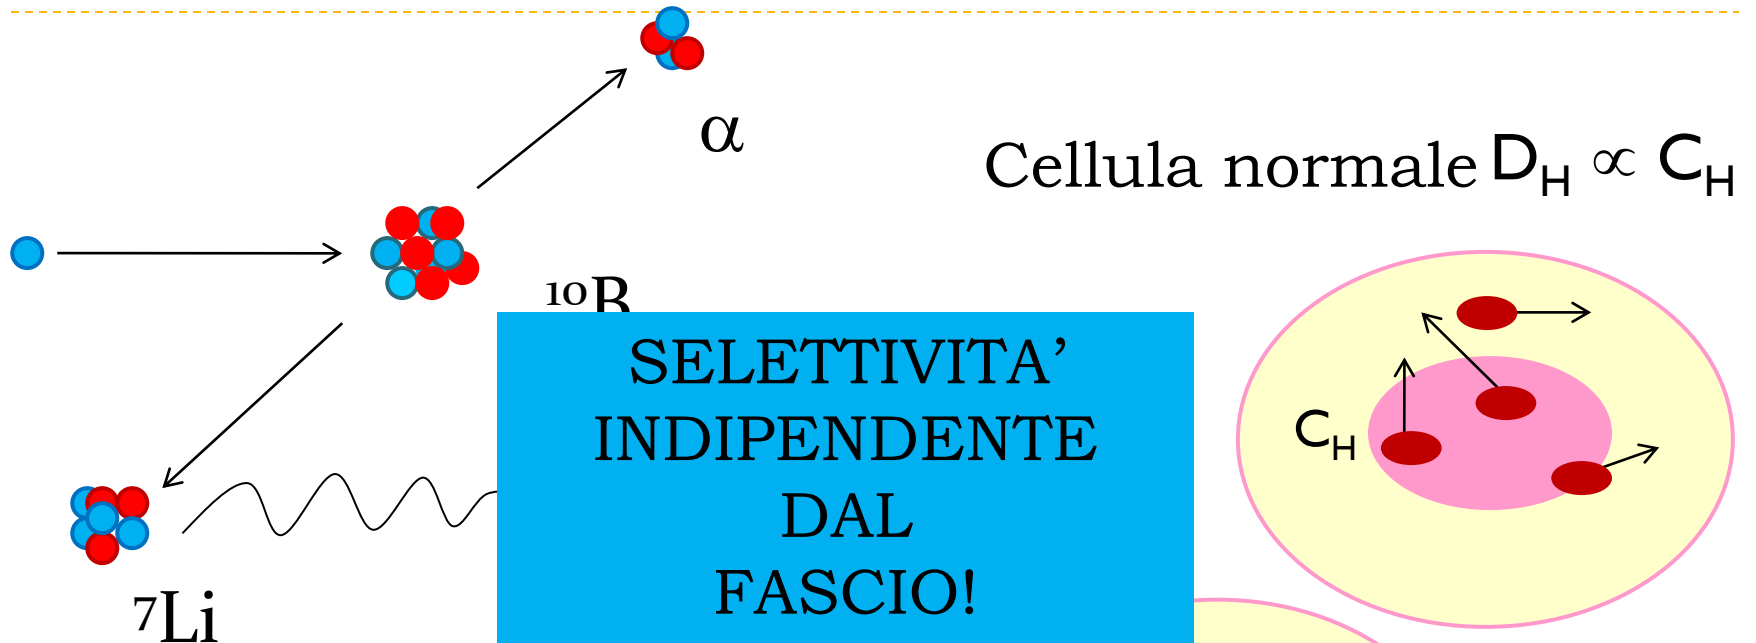 α
Cellula normale D_H ∝ C_H
¹⁰B
SELETTIVITA’
INDIPENDENTE
DAL
FASCIO!
C_H
⁷Li